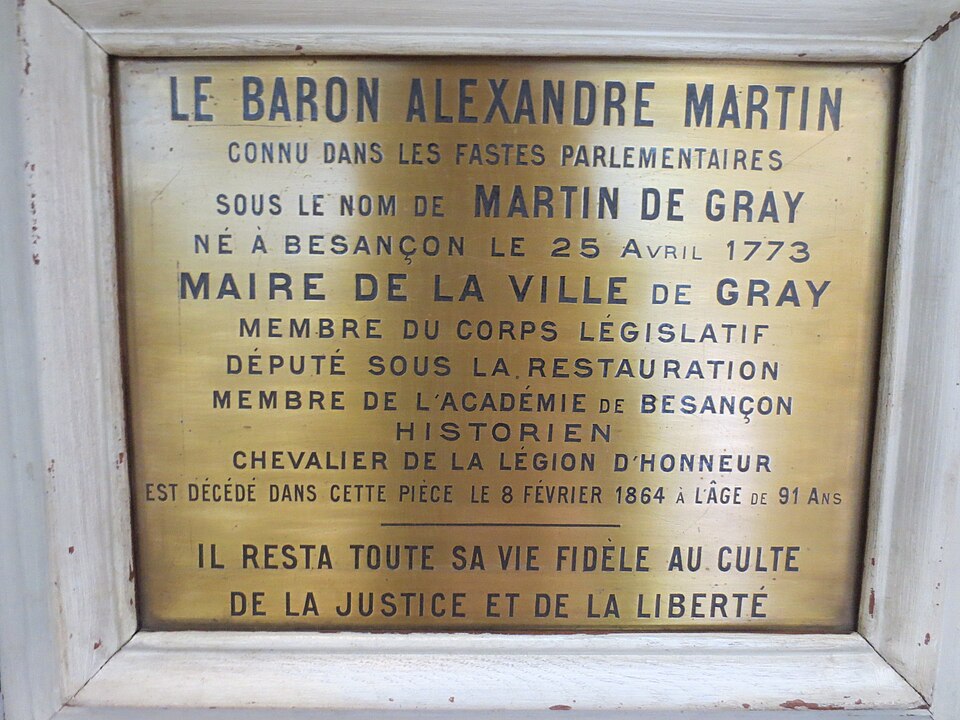 LE BARON ALEXANDRE MARTIN
CONNU DANS LES FASTES PARLEMENTAIRES
SOUS LE NOM DE MARTIN DE GRAY
NÉ À BESANÇON LE 25 AVRIL 1773
MAIRE DE LA VILLE DE GRAY
MEMBRE DU CORPS LÉGISLATIF
DÉPUTÉ SOUS LA RESTAURATION
MEMBRE DE L'ACADÉMIE DE BESANÇON
HISTORIEN
CHEVALIER DE LA LÉGION D'HONNEUR
EST DÉCÉDÉ DANS CETTE PIÈCE LE 8 FÉVRIER 1864 À L'ÂGE DE 91 ANS
IL RESTA TOUTE SA VIE FIDÈLE AU CULTE
DE LA JUSTICE ET DE LA LIBERTÉ